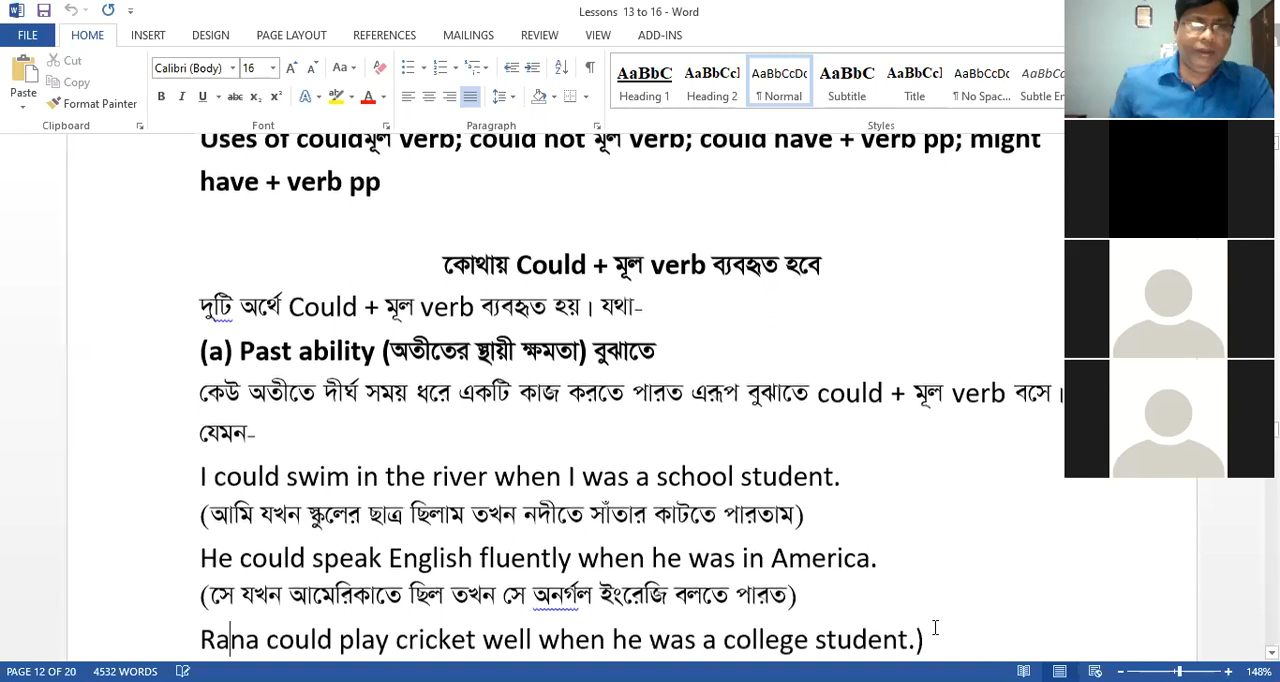 Lessons 13 to 16 - Word
FILE HOME INSERT DESIGN PAGE LAYOUT REFERENCES MAILINGS REVIEW VIEW ADD-INS
Paste
Cut
Copy
Format Painter
Clipboard
Calibri (Body) 16
Font
Paragraph
AaBbC Heading 1
AaBbCcI Heading 2
AaBbCcDc ¶ Normal
AaBbC Subtitle
AaBbCcI Title
AaBbCcDc ¶ No Spac...
AaBbCcD Subtle Em
Styles
Uses of couldমূল verb; could not মূল verb; could have + verb pp; might
have + verb pp
কোথায় Could + মূল verb ব্যবহৃত হবে
দুটি অর্থে Could + মূল verb ব্যবহৃত হয়। যথা-
(a) Past ability (অতীতের স্থায়ী ক্ষমতা) বুঝাতে
কেউ অতীতে দীর্ঘ সময় ধরে একটি কাজ করতে পারত এরূপ বুঝাতে could + মূল verb বসে।
যেমন-
I could swim in the river when I was a school student.
(আমি যখন স্কুলের ছাত্র ছিলাম তখন নদীতে সাঁতার কাটতে পারতাম)
He could speak English fluently when he was in America.
(সে যখন আমেরিকাতে ছিল তখন সে অনর্গল ইংরেজি বলতে পারত)
Rana could play cricket well when he was a college student.)
PAGE 12 OF 20 4532 WORDS 148%